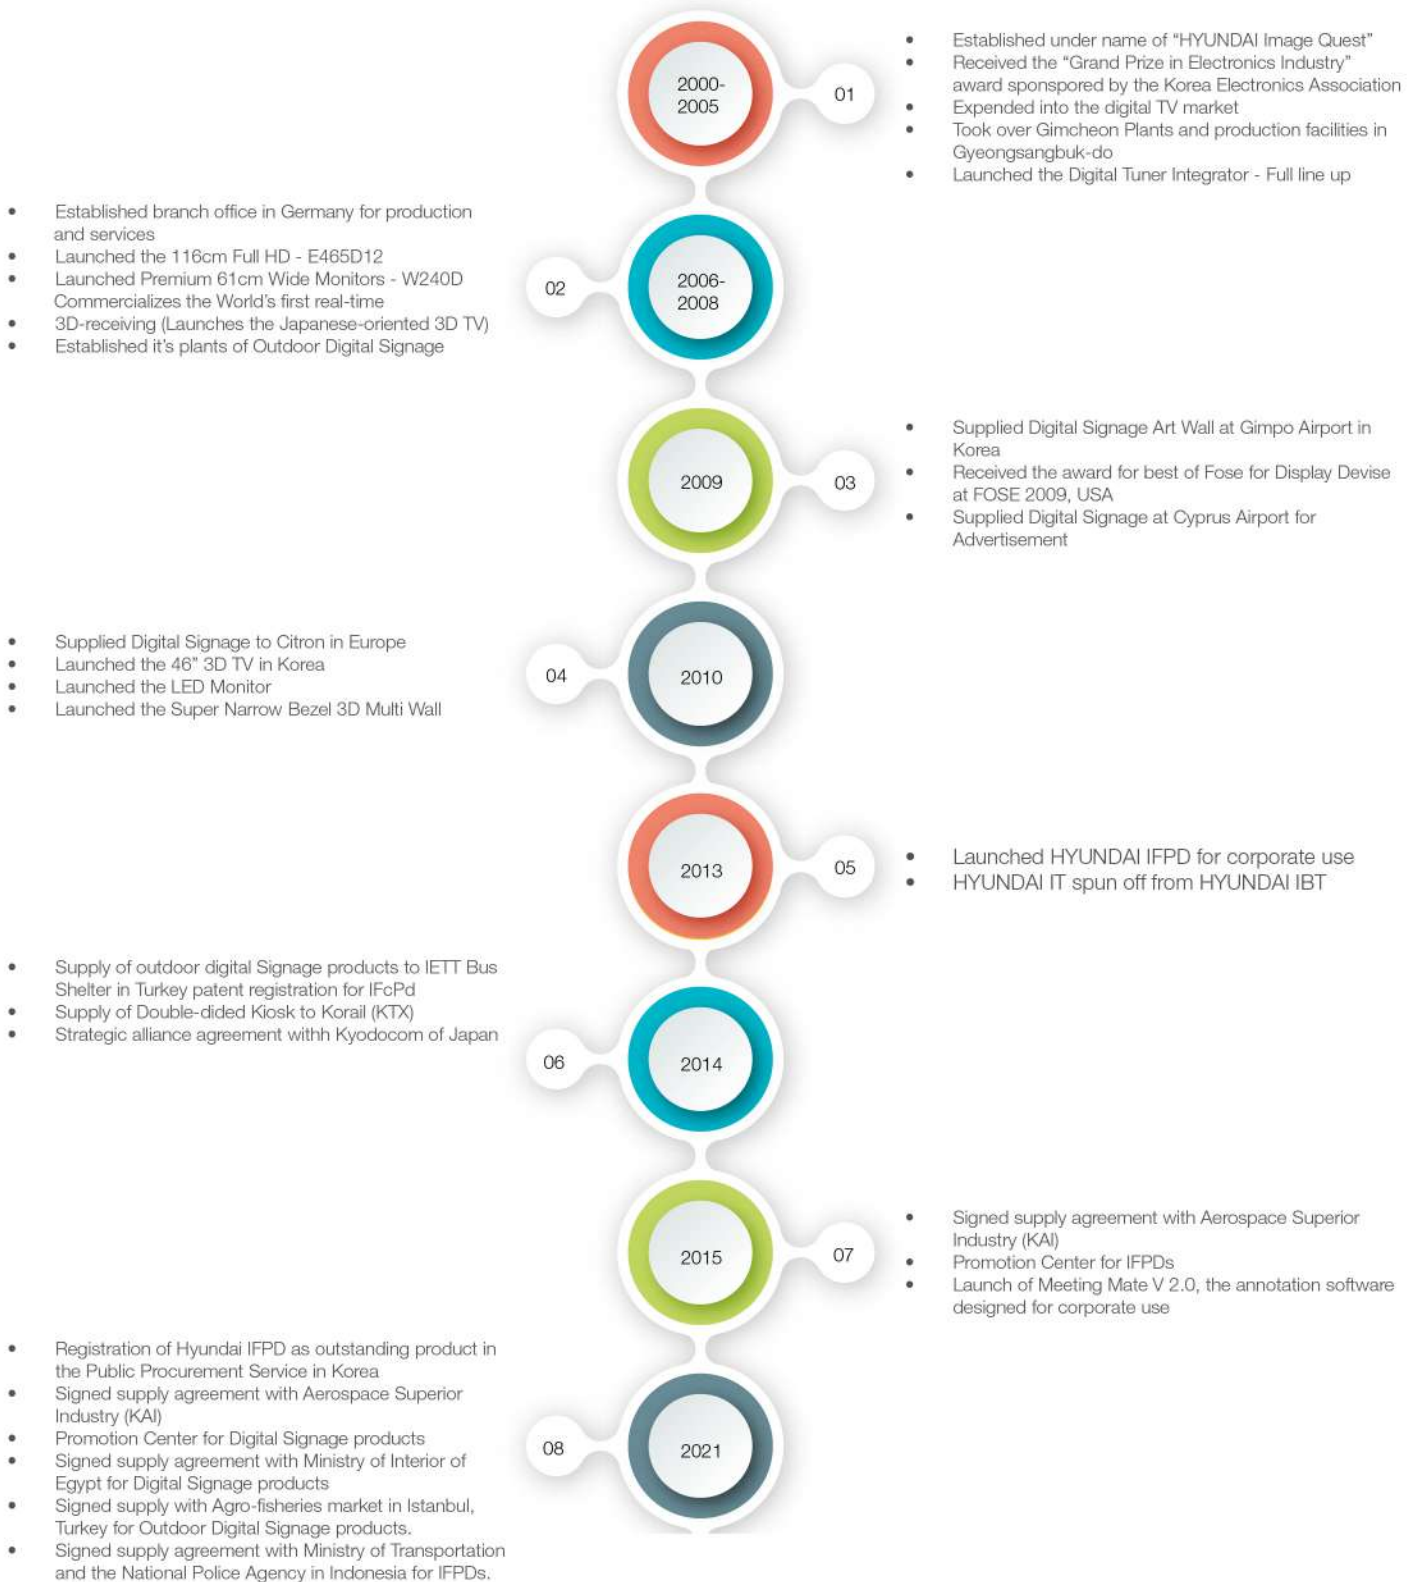 2000-
2005
01
• Established under name of “HYUNDAI Image Quest”
• Received the “Grand Prize in Electronics Industry”
award sponspored by the Korea Electronics Association
• Expended into the digital TV market
• Took over Gimcheon Plants and production facilities in
Gyeongsangbuk-do
• Launched the Digital Tuner Integrator - Full line up
• Established branch office in Germany for production
and services
• Launched the 116cm Full HD - E465D12
• Launched Premium 61cm Wide Monitors - W240D
Commercializes the World’s first real-time
• 3D-receiving (Launches the Japanese-oriented 3D TV)
• Established it’s plants of Outdoor Digital Signage
02
2006-
2008
2009
03
• Supplied Digital Signage Art Wall at Gimpo Airport in
Korea
• Received the award for best of Fose for Display Devise
at FOSE 2009, USA
• Supplied Digital Signage at Cyprus Airport for
Advertisement
• Supplied Digital Signage to Citron in Europe
• Launched the 46” 3D TV in Korea
• Launched the LED Monitor
• Launched the Super Narrow Bezel 3D Multi Wall
04
2010
2013
05
• Launched HYUNDAI IFPD for corporate use
• HYUNDAI IT spun off from HYUNDAI IBT
• Supply of outdoor digital Signage products to IETT Bus
Shelter in Turkey patent registration for IFcPd
• Supply of Double-dided Kiosk to Korail (KTX)
• Strategic alliance agreement withh Kyodocom of Japan
06
2014
2015
07
• Signed supply agreement with Aerospace Superior
Industry (KAI)
• Promotion Center for IFPDs
• Launch of Meeting Mate V 2.0, the annotation software
designed for corporate use
• Registration of Hyundai IFPD as outstanding product in
the Public Procurement Service in Korea
• Signed supply agreement with Aerospace Superior
Industry (KAI)
• Promotion Center for Digital Signage products
• Signed supply agreement with Ministry of Interior of
Egypt for Digital Signage products
• Signed supply with Agro-fisheries market in Istanbul,
Turkey for Outdoor Digital Signage products.
• Signed supply agreement with Ministry of Transportation
and the National Police Agency in Indonesia for IFPDs.
08
2021